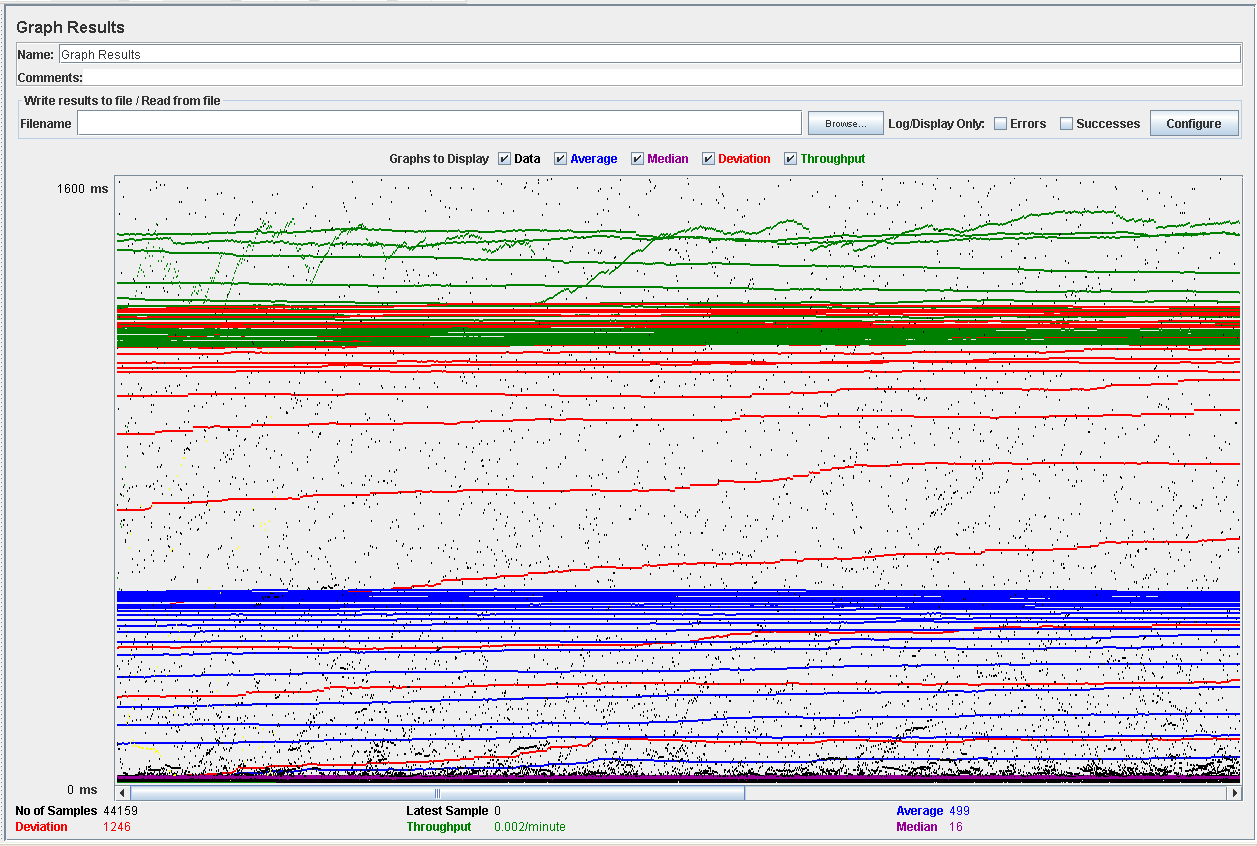 Graph Results
Name: Graph Results
Comments:
Write results to file / Read from file
Filename Browse... Log/Display Only: Errors Successes Configure
Graphs to Display Data Average Median Deviation Throughput
1600 ms
0 ms
No of Samples 44159 Latest Sample 0 Average 499
Deviation 1246 Throughput 0.002/minute Median 16